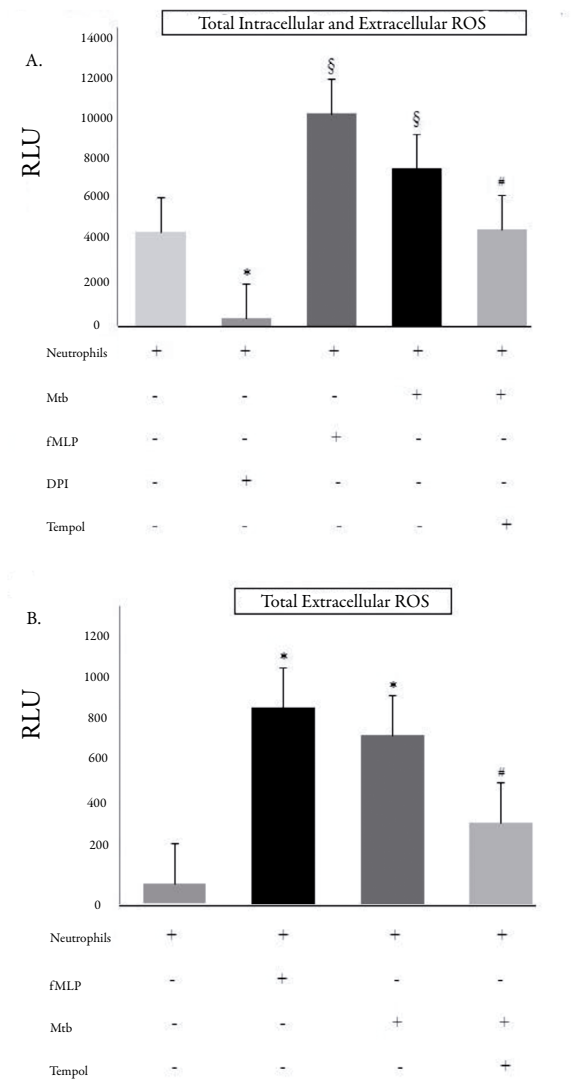 Total Intracellular and Extracellular ROS
A.
RLU
14000
12000
10000
8000
6000
4000
2000
0
*
§
§
#
Neutrophils + + + + +
Mtb - - - + +
fMLP - - + - -
DPI - + - - -
Tempol - - - - +
Total Extracellular ROS
B.
RLU
1200
1000
800
600
400
200
0
*
*
#
Neutrophils + + + +
fMLP - + - -
Mtb - - + +
Tempol - - - +